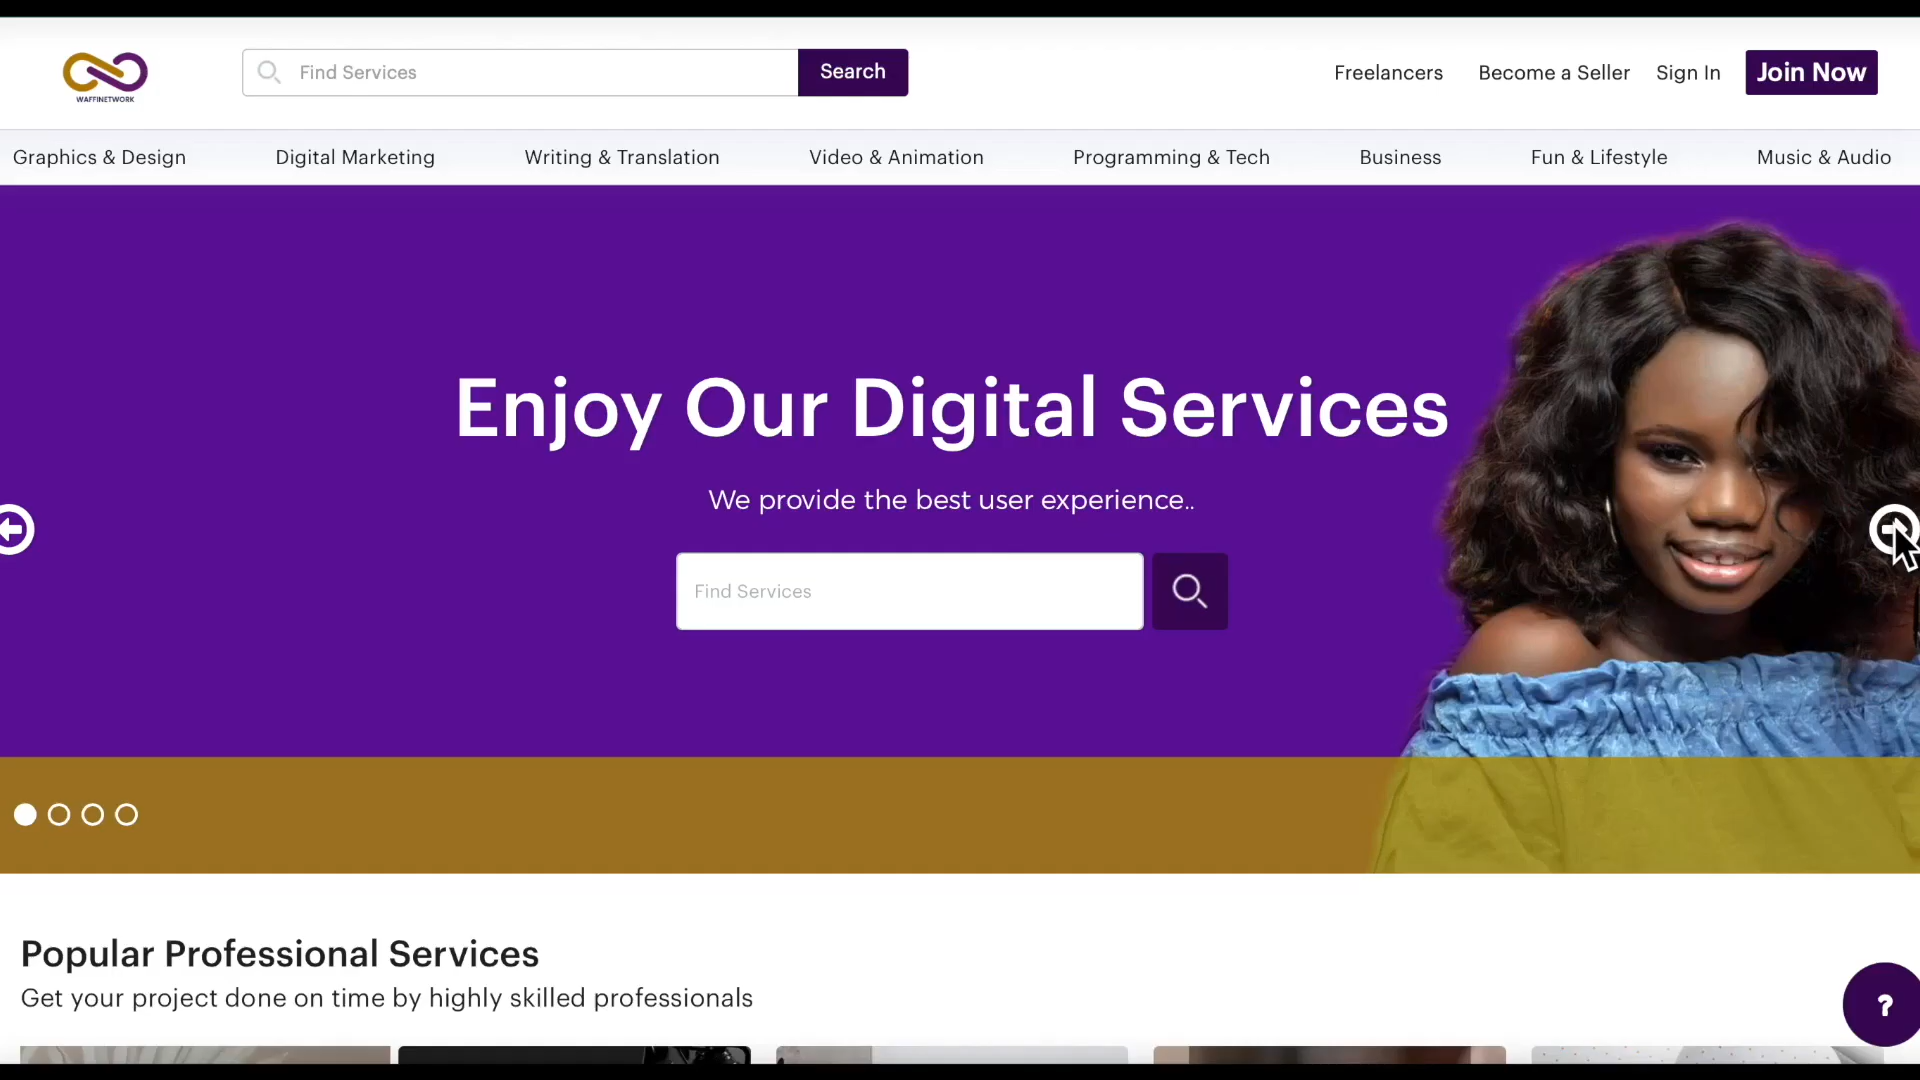 WAFFINETWORK
Find Services
Search
Freelancers
Become a Seller
Sign In
Join Now
Graphics & Design
Digital Marketing
Writing & Translation
Video & Animation
Programming & Tech
Business
Fun & Lifestyle
Music & Audio
Enjoy Our Digital Services
We provide the best user experience..
Find Services
Popular Professional Services
Get your project done on time by highly skilled professionals
?